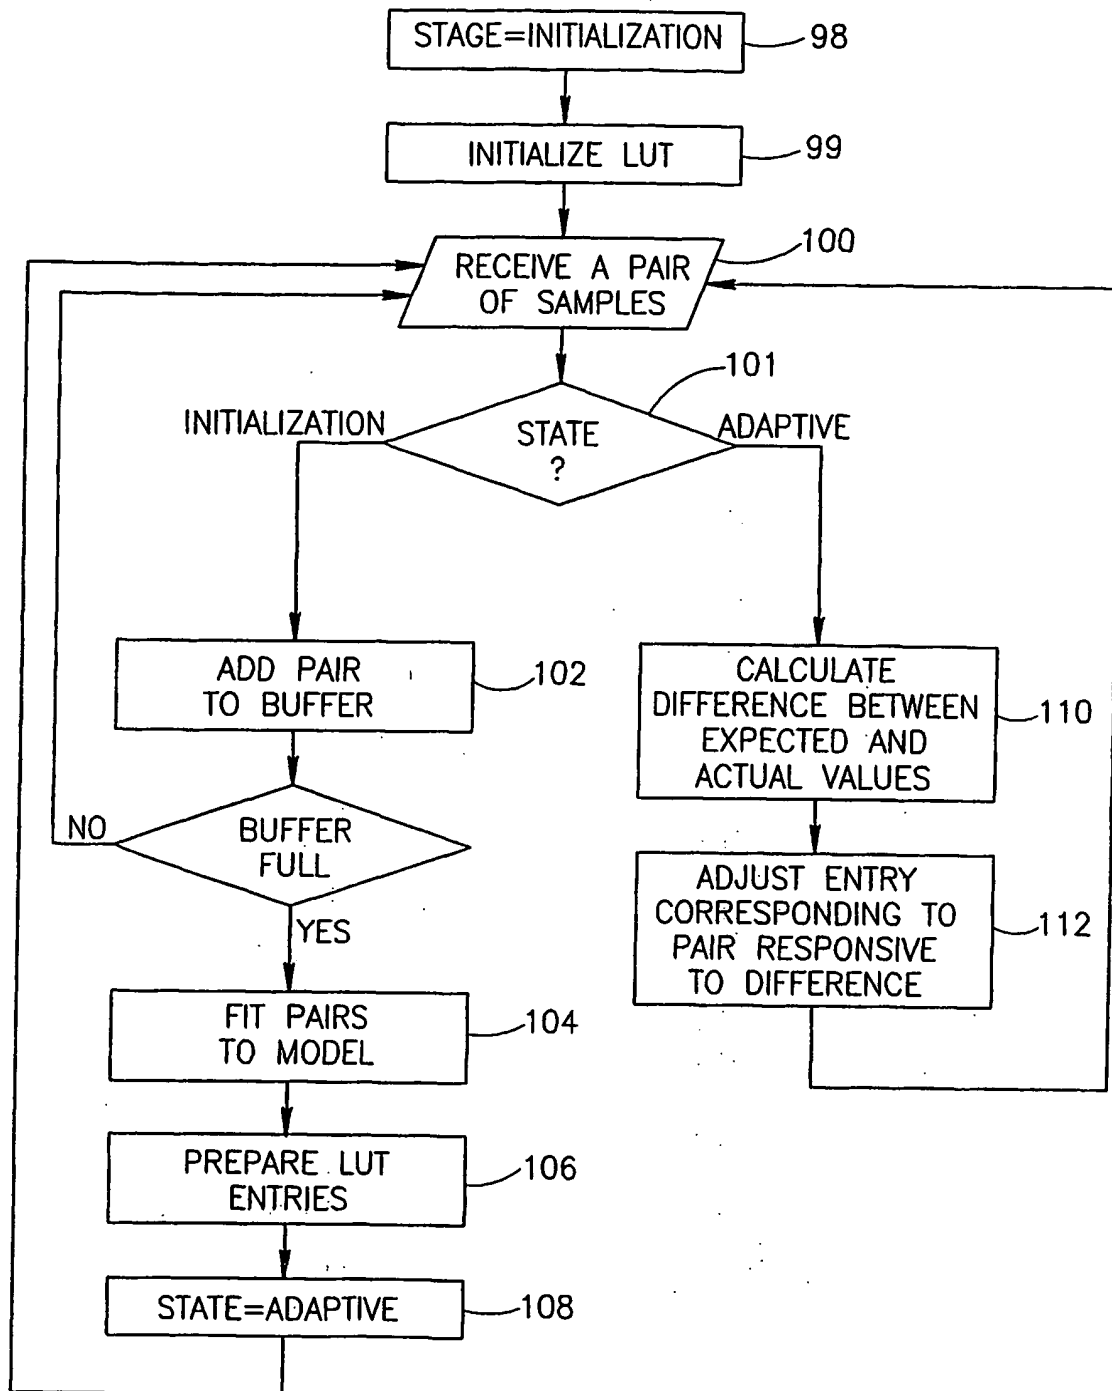 STAGE=INITIALIZATION
98
INITIALIZE LUT
99
RECEIVE A PAIR
OF SAMPLES
100
101
INITIALIZATION
STATE
?
ADAPTIVE
ADD PAIR
TO BUFFER
102
CALCULATE
DIFFERENCE BETWEEN
EXPECTED AND
ACTUAL VALUES
110
NO
BUFFER
FULL
YES
ADJUST ENTRY
CORRESPONDING TO
PAIR RESPONSIVE
TO DIFFERENCE
112
FIT PAIRS
TO MODEL
104
PREPARE LUT
ENTRIES
106
STATE=ADAPTIVE
108